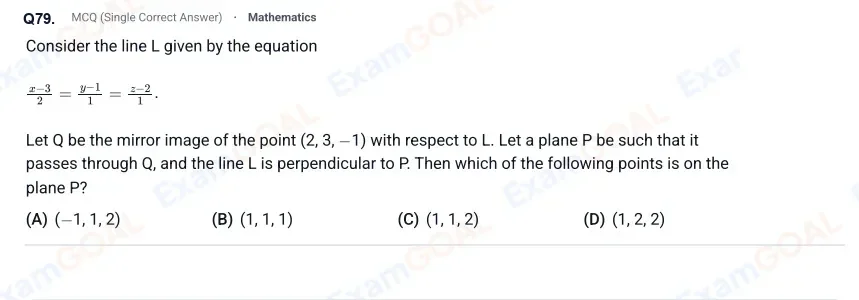 Q79. MCQ (Single Correct Answer) · Mathematics
Consider the line L given by the equation
x−3/2 = y−1/1 = z−2/1.
Let Q be the mirror image of the point (2, 3, −1) with respect to L. Let a plane P be such that it
passes through Q, and the line L is perpendicular to P. Then which of the following points is on the
plane P?
(A) (−1, 1, 2) (B) (1, 1, 1) (C) (1, 1, 2) (D) (1, 2, 2)
ExamGOAL